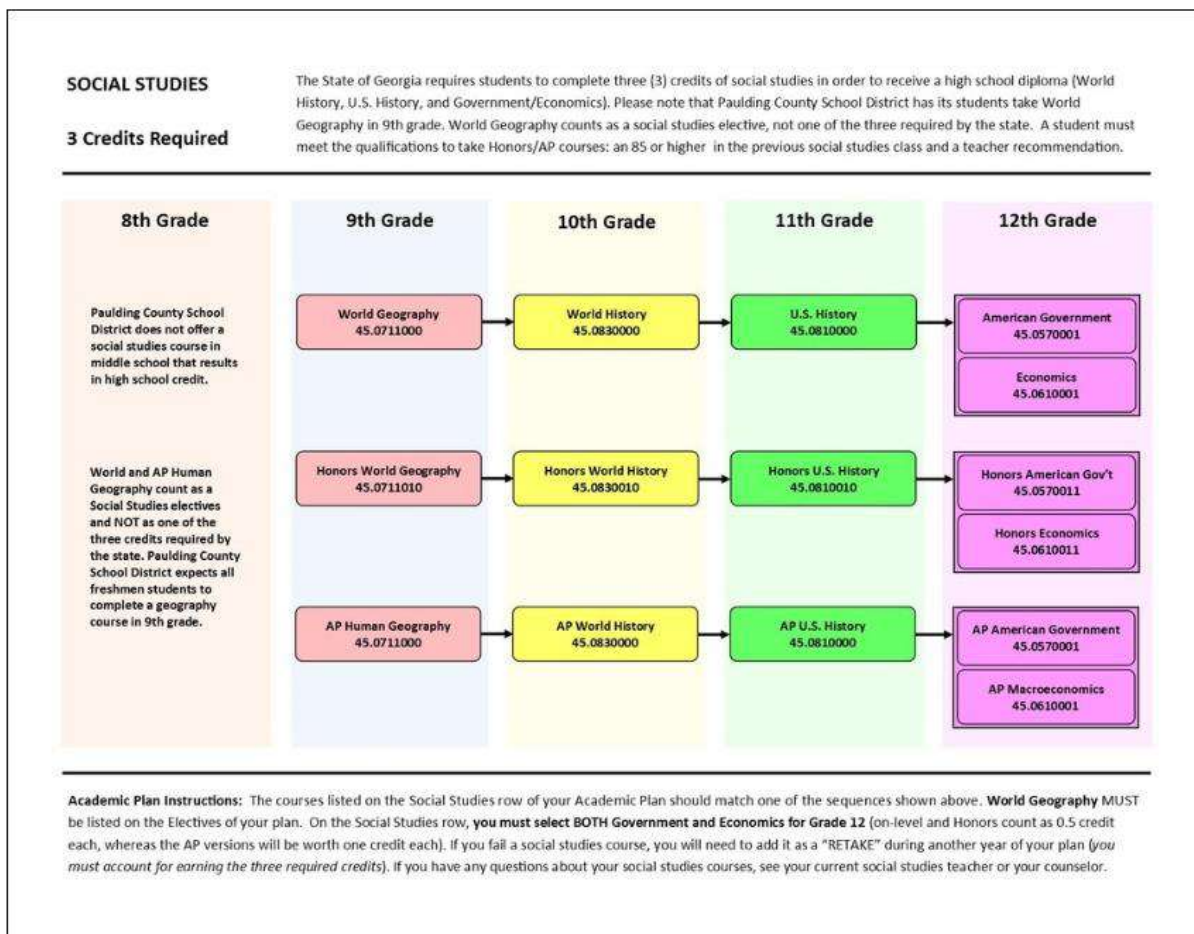 SOCIAL STUDIES
3 Credits Required
The State of Georgia requires students to complete three (3) credits of social studies in order to receive a high school diploma (World
History, U.S. History, and Government/Economics). Please note that Paulding County School District has its students take World
Geography in 9th grade. World Geography counts as a social studies elective, not one of the three required by the state. A student must
meet the qualifications to take Honors/AP courses: an 85 or higher in the previous social studies class and a teacher recommendation.
8th Grade
9th Grade
10th Grade
11th Grade
12th Grade
Paulding County School
District does not offer a
social studies course in
middle school that results
in high school credit.
World Geography
45.0711000
World History
45.0830000
U.S. History
45.0810000
American Government
45.0570001
Economics
45.0610001
World and AP Human
Geography count as a
Social Studies electives
and NOT as one of the
three credits required by
the state. Paulding County
School District expects all
freshmen students to
complete a geography
course in 9th grade.
Honors World Geography
45.0711010
Honors World History
45.0830010
Honors U.S. History
45.0810010
Honors American Gov't
45.0570011
Honors Economics
45.0610011
AP Human Geography
45.0711000
AP World History
45.0830000
AP U.S. History
45.0810000
AP American Government
45.0570001
AP Macroeconomics
45.0610001
Academic Plan Instructions: The courses listed on the Social Studies row of your Academic Plan should match one of the sequences shown above. World Geography MUST
be listed on the Electives of your plan. On the Social Studies row, you must select BOTH Government and Economics for Grade 12 (on-level and Honors count as 0.5 credit
each, whereas the AP versions will be worth one credit each). If you fail a social studies course, you will need to add it as a "RETAKE" during another year of your plan (you
must account for earning the three required credits). If you have any questions about your social studies courses, see your current social studies teacher or your counselor.